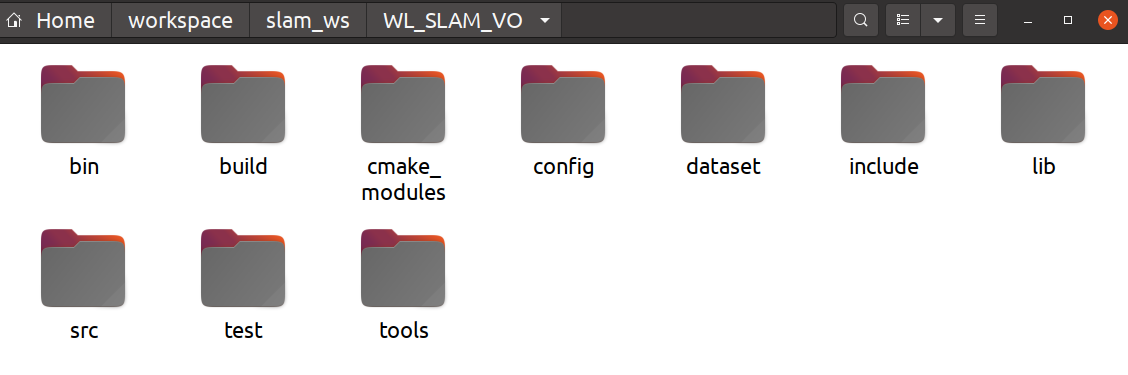 Home workspace slam_ws WL_SLAM_VO
bin build cmake_ config dataset include lib
modules
src test tools